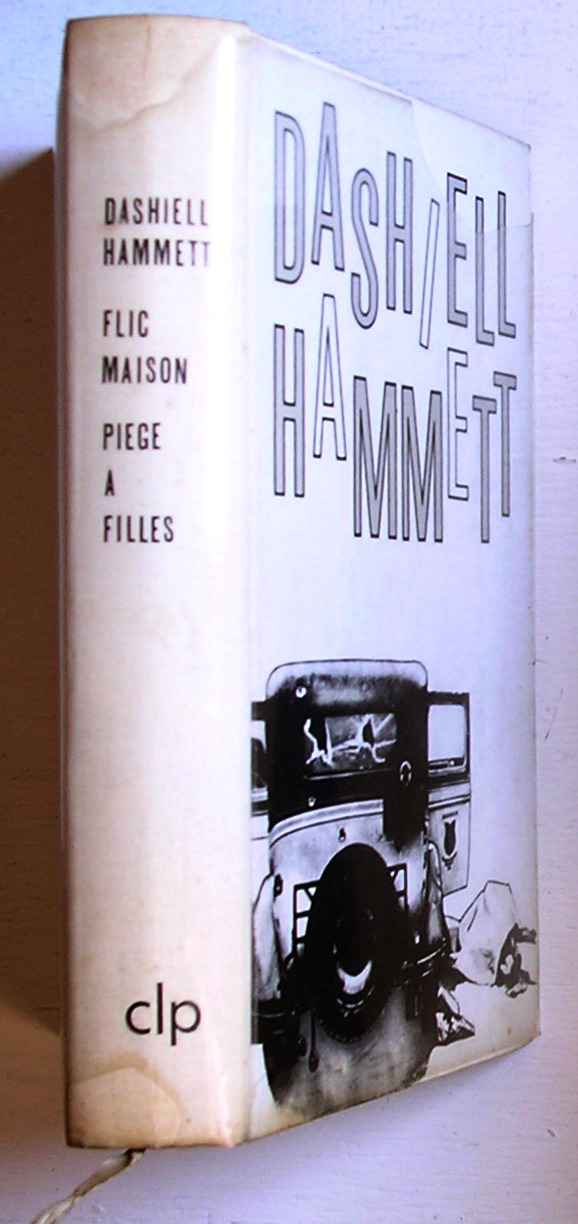 DASHIELL
HAMMETT
FLIC
MAISON
PIEGE
A
FILLES
clp
DASHIELL
HAMMETT